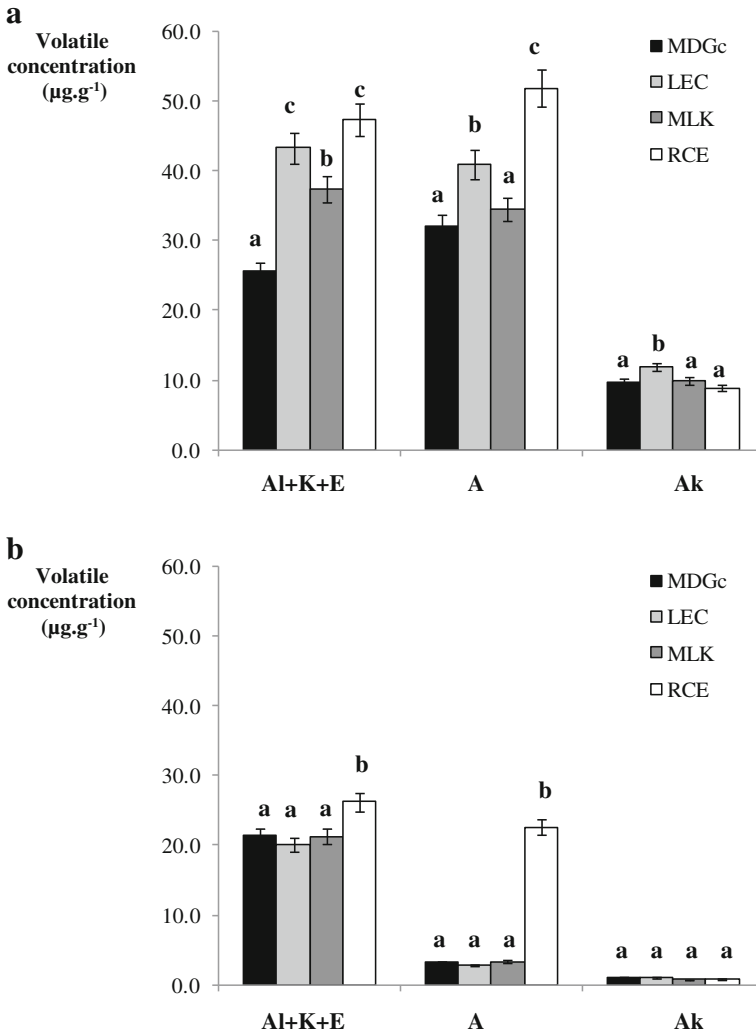 a
Volatile
concentration
(µg.g-1)
60.0
50.0
40.0
30.0
20.0
10.0
0.0
MDGc
LEC
MLK
RCE
a
c
b
c
a
b
a
c
a
b
a
a
Al+K+E
A
Ak
b
Volatile
concentration
(µg.g-1)
60.0
50.0
40.0
30.0
20.0
10.0
0.0
MDGc
LEC
MLK
RCE
a
a
a
b
a
a
a
b
a
a
a
a
Al+K+E
A
Ak